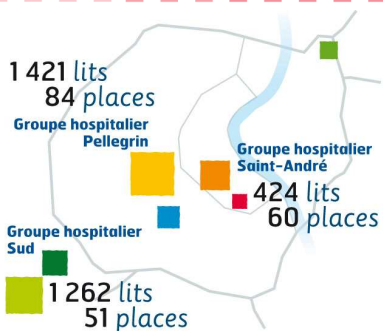 1 421 lits
84 places
Groupe hospitalier
Pellegrin
Groupe hospitalier
Saint-André
424 lits
60 places
Groupe hospitalier
Sud
1 262 lits
51 places